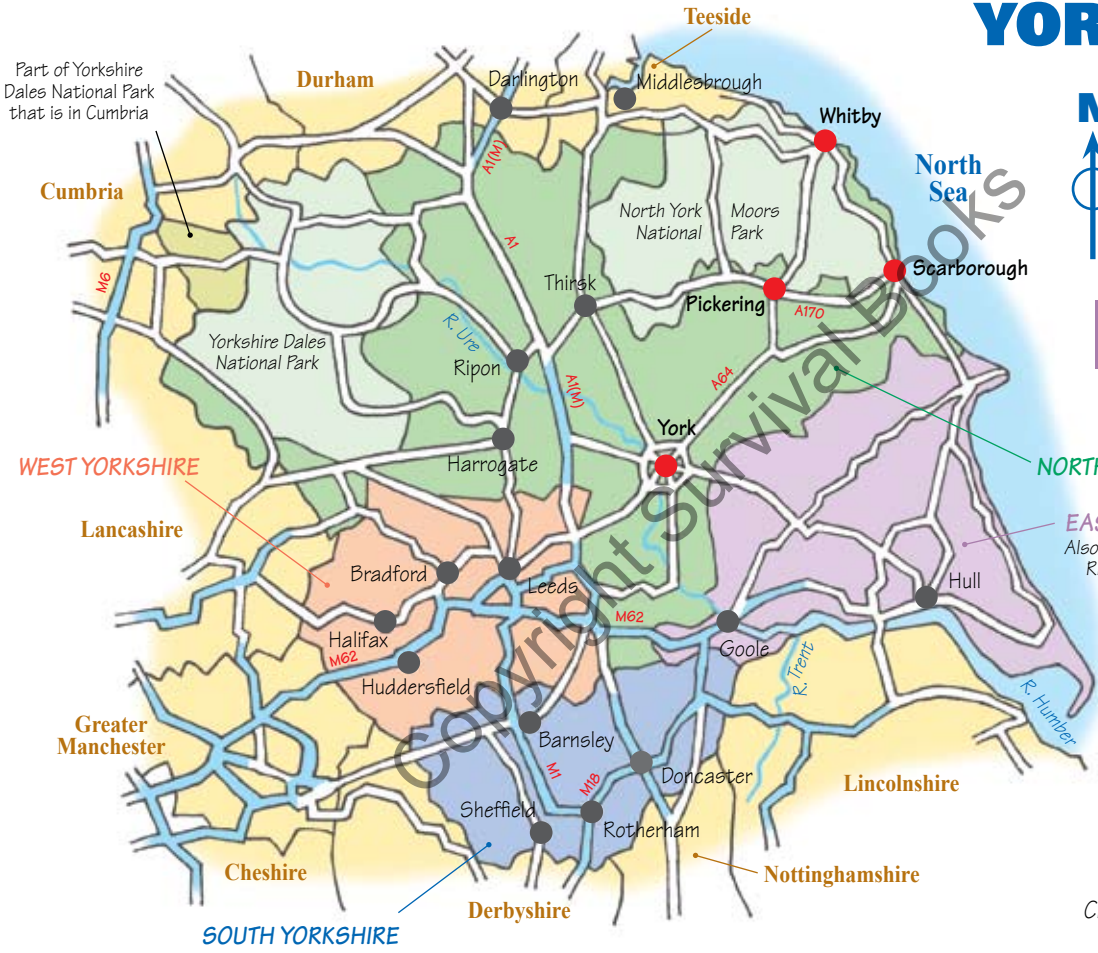 YOR
Teeside
Part of Yorkshire
Dales National Park
that is in Cumbria
Durham
Darlington
Middlesbrough
Whitby
N
A1(M)
Cumbria
North
Sea
North York
National
Moors
Park
A1
M6
Thirsk
Scarborough
Pickering
A170
R. Ure
Yorkshire Dales
National Park
Ripon
A1(M)
A64
York
Harrogate
WEST YORKSHIRE
NORTH
Lancashire
EAS
Also
R.
Bradford
Leeds
Hull
M62
Halifax
Goole
M62
Huddersfield
R. Trent
R. Humber
Greater
Manchester
Barnsley
M1
M18
Doncaster
Lincolnshire
Sheffield
Rotherham
Cheshire
Nottinghamshire
Derbyshire
C
SOUTH YORKSHIRE
Copyright Survival Books